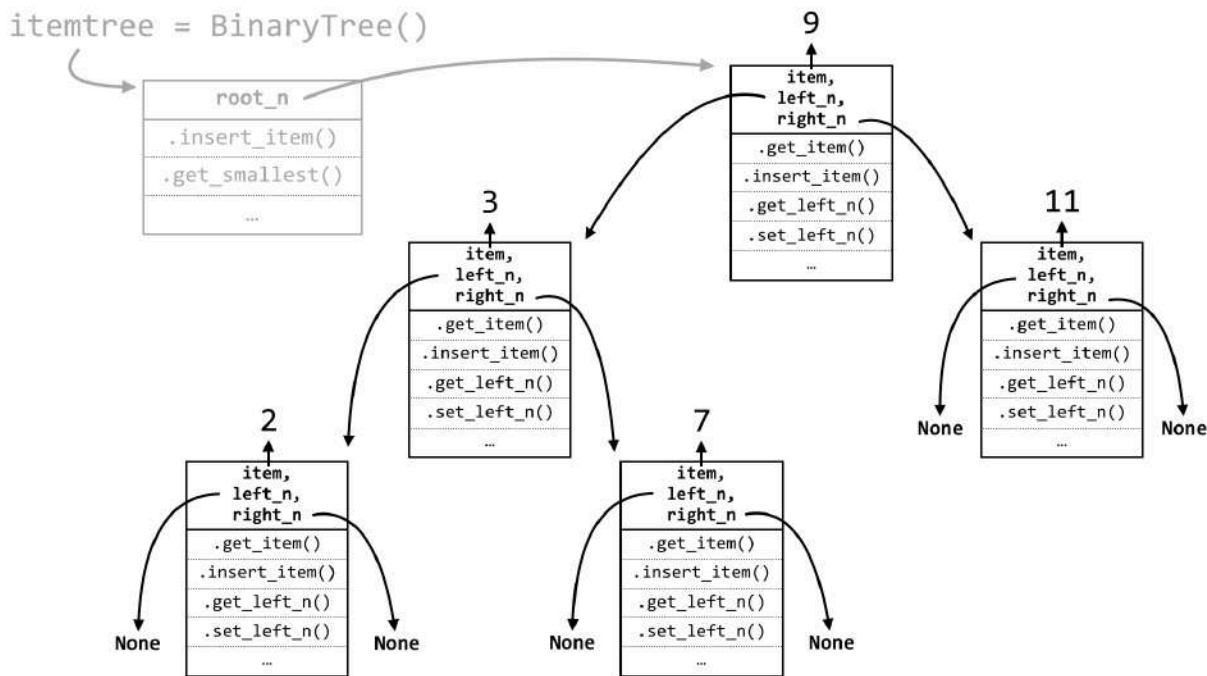 itemtree = BinaryTree()
root_n
.insert_item()
.get_smallest()
…
9
item,
left_n,
right_n
.get_item()
.insert_item()
.get_left_n()
.set_left_n()
…
3
item,
left_n,
right_n
.get_item()
.insert_item()
.get_left_n()
.set_left_n()
…
11
item,
left_n,
right_n
.get_item()
.insert_item()
.get_left_n()
.set_left_n()
…
None
None
2
item,
left_n,
right_n
.get_item()
.insert_item()
.get_left_n()
.set_left_n()
…
None
None
7
item,
left_n,
right_n
.get_item()
.insert_item()
.get_left_n()
.set_left_n()
…
None
None